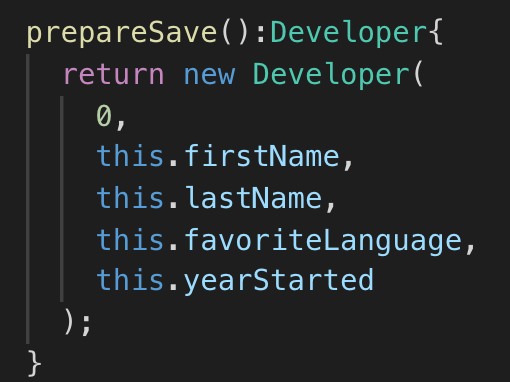 prepareSave():Developer{
return new Developer(
0,
this.firstName,
this.lastName,
this.favoriteLanguage,
this.yearStarted
);
}